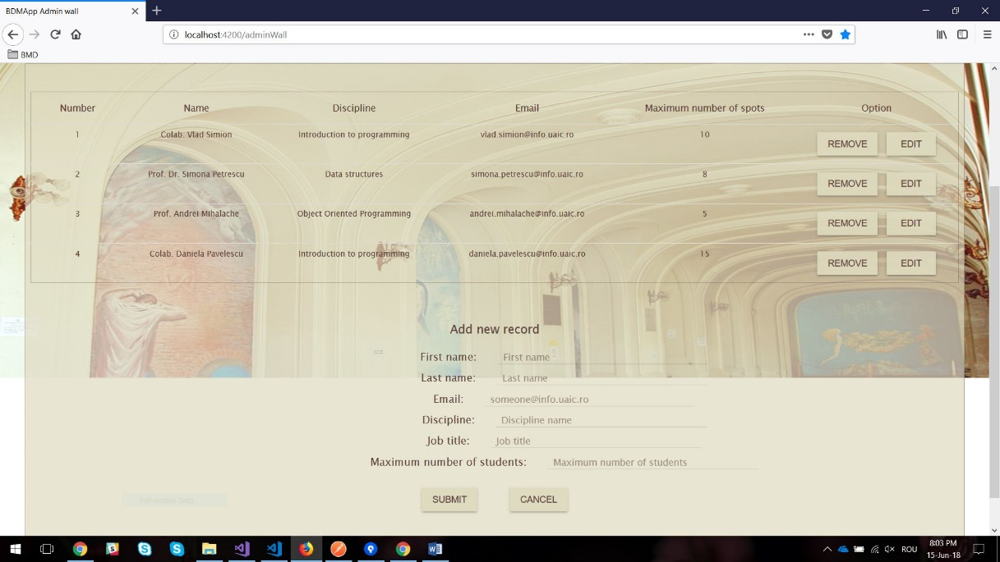 BDMApp Admin wall
localhost:4200/adminWall
BMD
Number Name Discipline Email Maximum number of spots Option
1 Colab. Vlad Simion Introduction to programming vlad.simion@info.uaic.ro 10 REMOVE EDIT
2 Prof. Dr. Simona Petrescu Data structures simona.petrescu@info.uaic.ro 8 REMOVE EDIT
3 Prof. Andrei Mihalache Object Oriented Programming andrei.mihalache@info.uaic.ro 5 REMOVE EDIT
4 Colab. Daniela Pavelescu Introduction to programming daniela.pavelescu@info.uaic.ro 15 REMOVE EDIT
Add new record
First name: First name
Last name: Last name
Email: someone@info.uaic.ro
Discipline: Discipline name
Job title: Job title
Maximum number of students: Maximum number of students
SUBMIT CANCEL
Full-screen Snip
ROU 8:03 PM
15-Jun-18